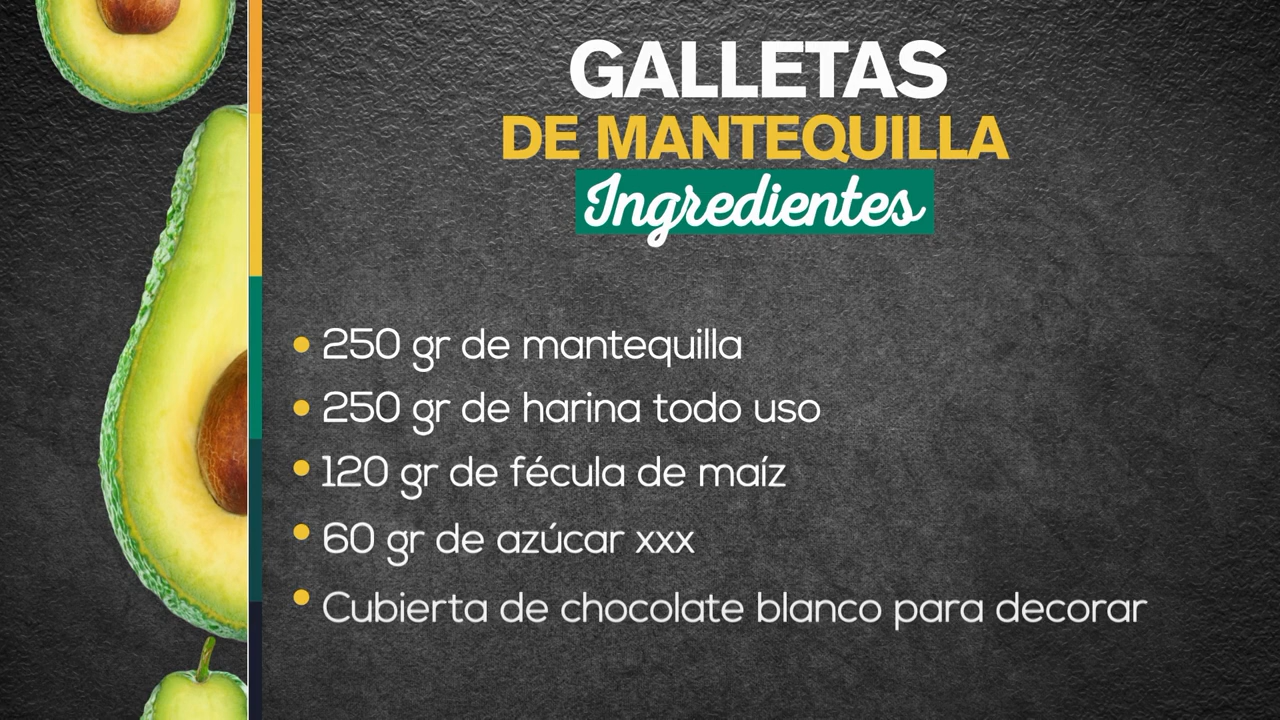 GALLETAS
DE MANTEQUILLA
Ingredientes
• 250 gr de mantequilla
• 250 gr de harina todo uso
• 120 gr de fécula de maíz
• 60 gr de azúcar xxx
• Cubierta de chocolate blanco para decorar